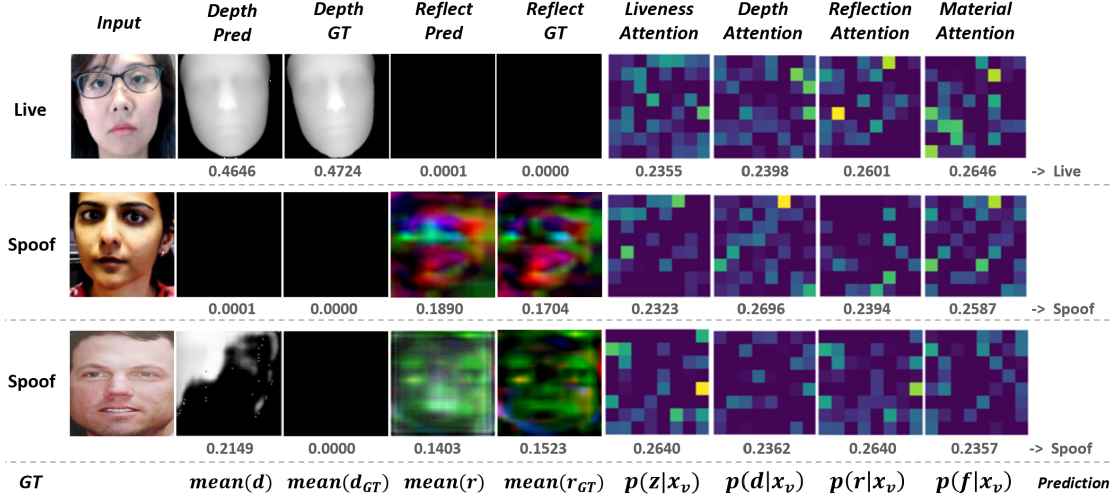 Input Depth Pred Depth GT Reflect Pred Reflect GT Liveness Attention Depth Attention Reflection Attention Material Attention
Live
0.4646 0.4724 0.0001 0.0000 0.2355 0.2398 0.2601 0.2646 -> Live
Spoof
0.0001 0.0000 0.1890 0.1704 0.2323 0.2696 0.2394 0.2587 -> Spoof
Spoof
0.2149 0.0000 0.1403 0.1523 0.2640 0.2362 0.2640 0.2357 -> Spoof
GT mean(d) mean(d_GT) mean(r) mean(r_GT) p(z|x_v) p(d|x_v) p(r|x_v) p(f|x_v) Prediction